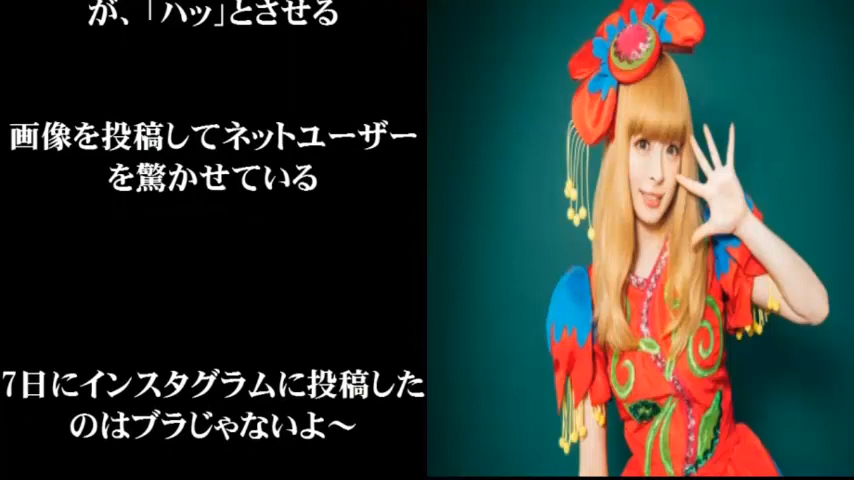 が、「ハッ」とさせる
画像を投稿してネットユーザー
を驚かせている
7日にインスタグラムに投稿した
のはブラじゃないよ～